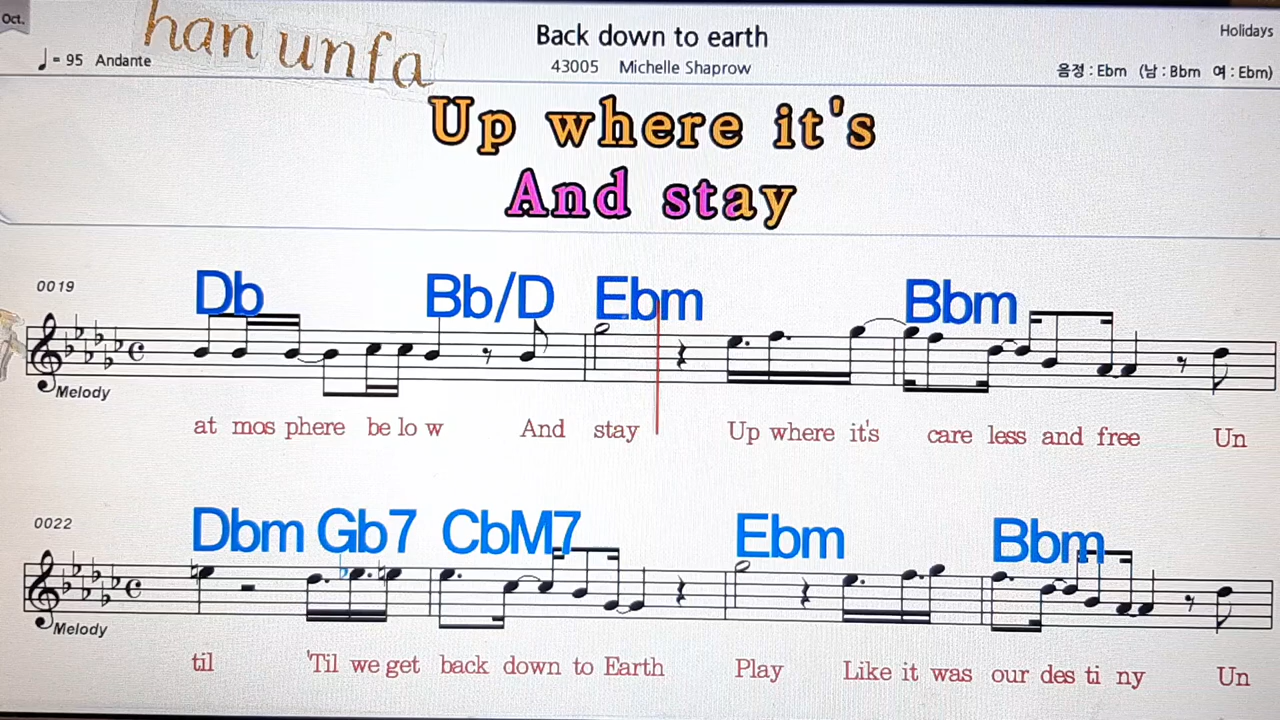 Oct.
han unfa
Back down to earth
Holidays
♩= 95 Andante
43005 Michelle Shaprow
음정 : Ebm (남 : Bbm 여 : Ebm)
Up where it's
And stay
0019
Db Bb/D Ebm Bbm
Melody
at mos phere be lo w And stay Up where it's care less and free Un
0022
Dbm Gb7 CbM7 Ebm Bbm
Melody
til 'Til we get back down to Earth Play Like it was our des ti ny Un